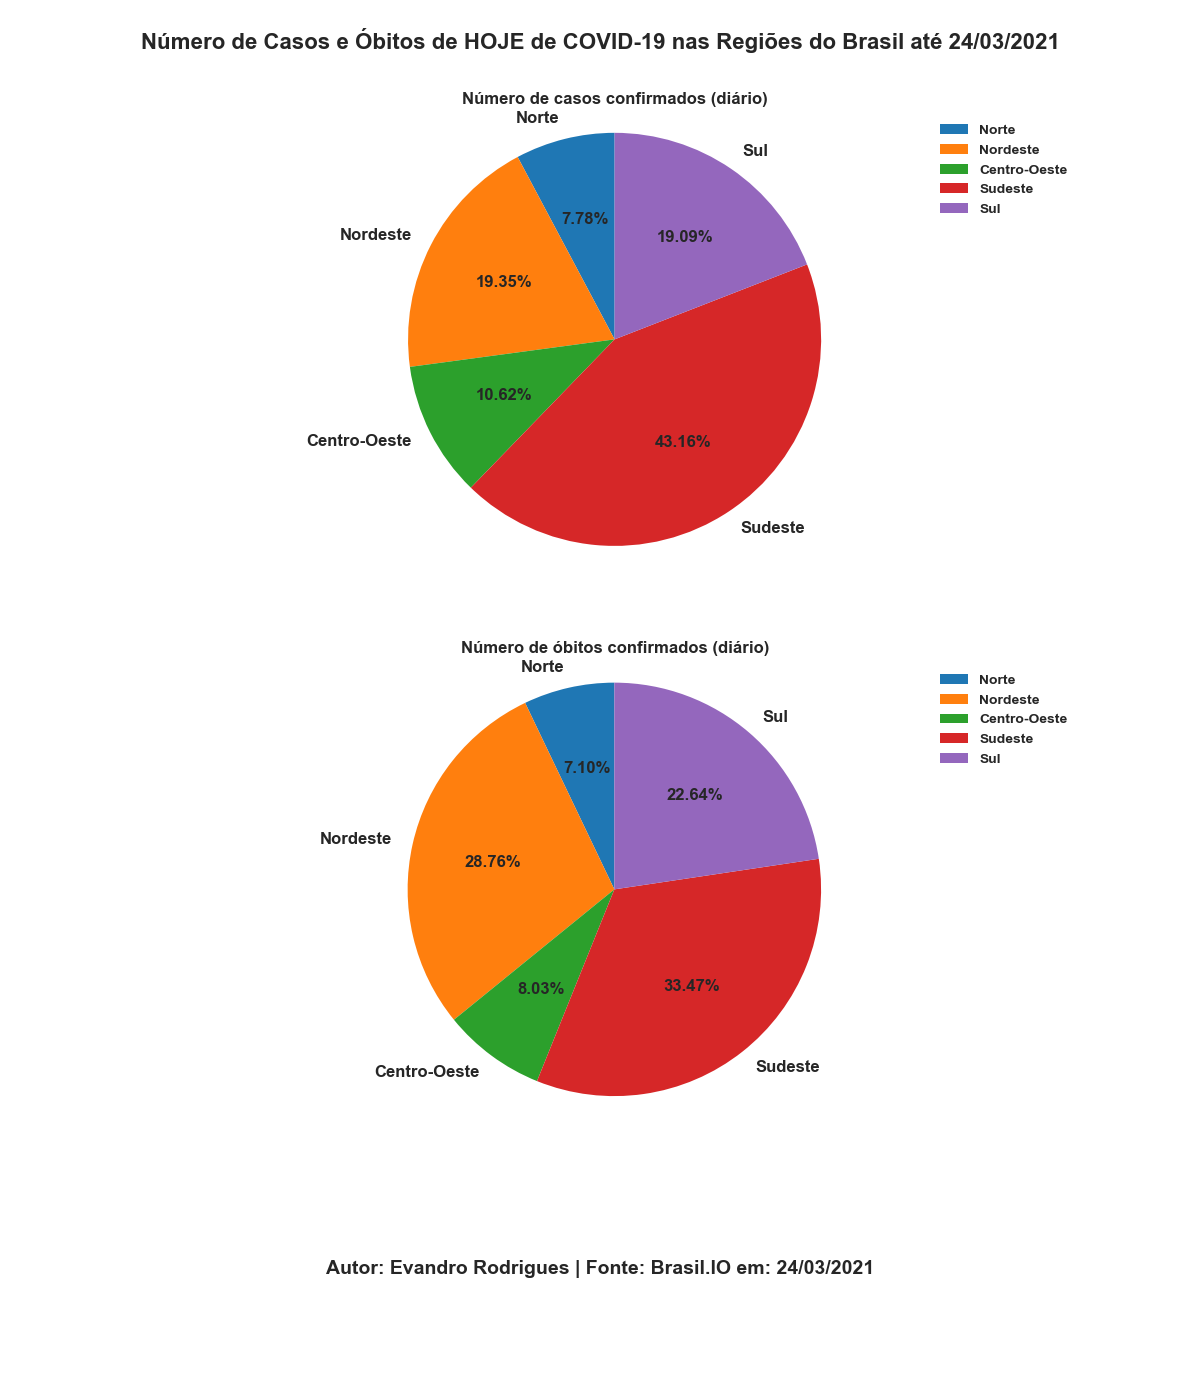 Número de Casos e Óbitos de HOJE de COVID-19 nas Regiões do Brasil até 24/03/2021
Número de casos confirmados (diário)
Norte
Sul
Nordeste
Centro-Oeste
Sudeste
7.78%
19.09%
19.35%
10.62%
43.16%
Norte
Nordeste
Centro-Oeste
Sudeste
Sul
Número de óbitos confirmados (diário)
Norte
Sul
Nordeste
Centro-Oeste
Sudeste
7.10%
22.64%
28.76%
8.03%
33.47%
Norte
Nordeste
Centro-Oeste
Sudeste
Sul
Autor: Evandro Rodrigues | Fonte: Brasil.IO em: 24/03/2021